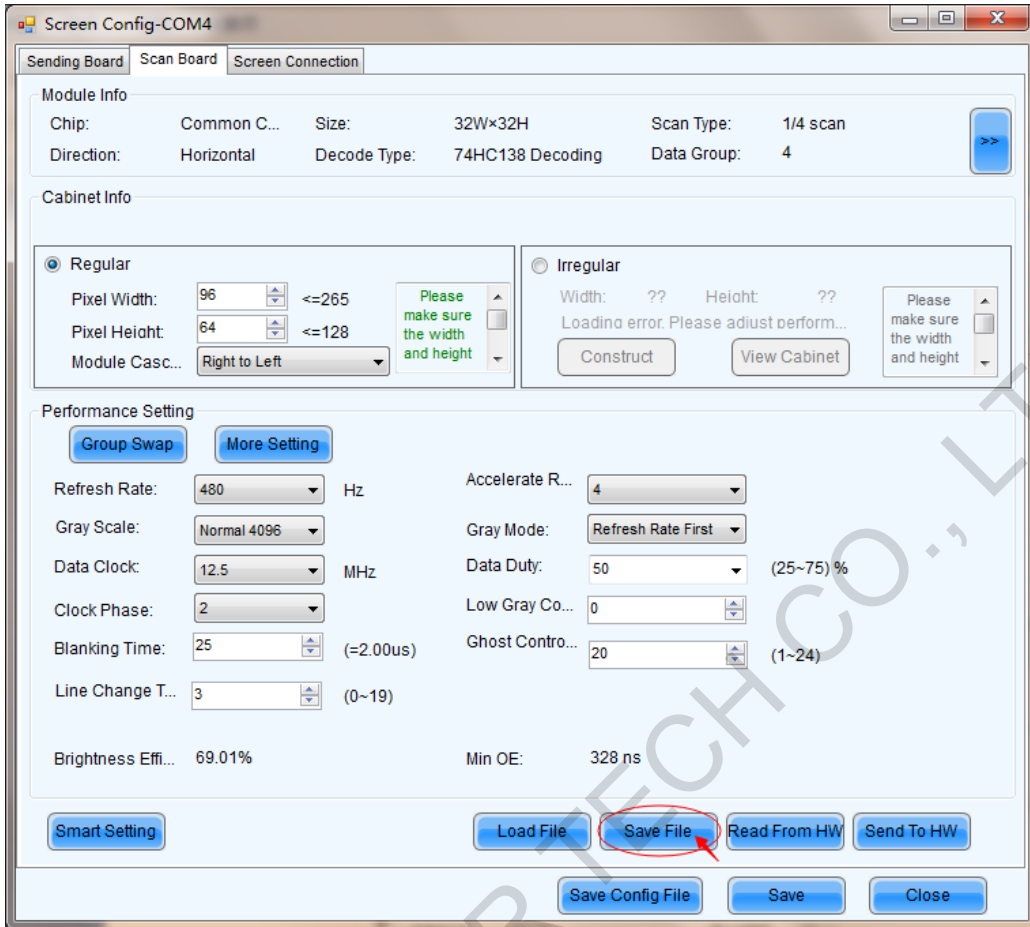 Screen Config-COM4
Sending Board Scan Board Screen Connection
Module Info
Chip: Common C... Size: 32W×32H Scan Type: 1/4 scan
>>
Direction: Horizontal Decode Type: 74HC138 Decoding Data Group: 4
Cabinet Info
Regular
Pixel Width: 96 <=265
Pixel Height: 64 <=128
Module Casc... Right to Left
Please
make sure
the width
and height
Irregular
Width: ?? Height: ??
Loading error. Please adjust perform...
Construct View Cabinet
Please
make sure
the width
and height
Performance Setting
Group Swap More Setting
Refresh Rate: 480 Hz Accelerate R... 4
Gray Scale: Normal 4096 Gray Mode: Refresh Rate First
Data Clock: 12.5 MHz Data Duty: 50 (25~75) %
Clock Phase: 2 Low Gray Co... 0
Blanking Time: 25 (=2.00us) Ghost Contro... 20 (1~24)
Line Change T... 3 (0~19)
Brightness Effi... 69.01% Min OE: 328 ns
Smart Setting Load File Save File Read From HW Send To HW
Save Config File Save Close
R TECH CO., LT